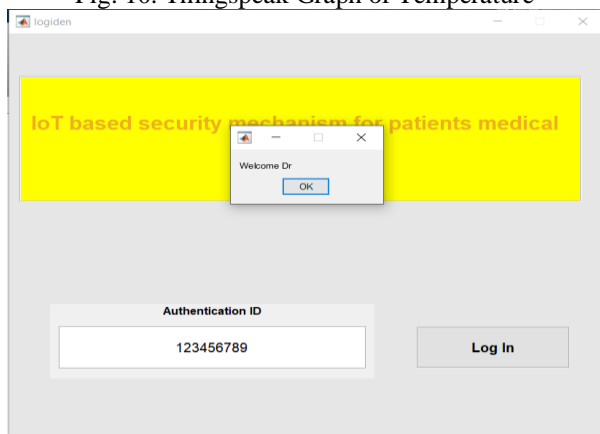 Fig. 10. Thingspeak Graph of Temperature
logiden
IoT based security mechanism for patients medical
Welcome Dr
OK
Authentication ID
123456789
Log In